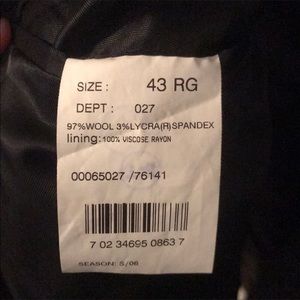 SIZE : 43 RG
DEPT : 027
97%WOOL 3%LYCRA(R)SPANDEX
lining:100% VISCOSE RAYON
00065027 /76141
7 02 34695 0863 7
SEASON: S/06